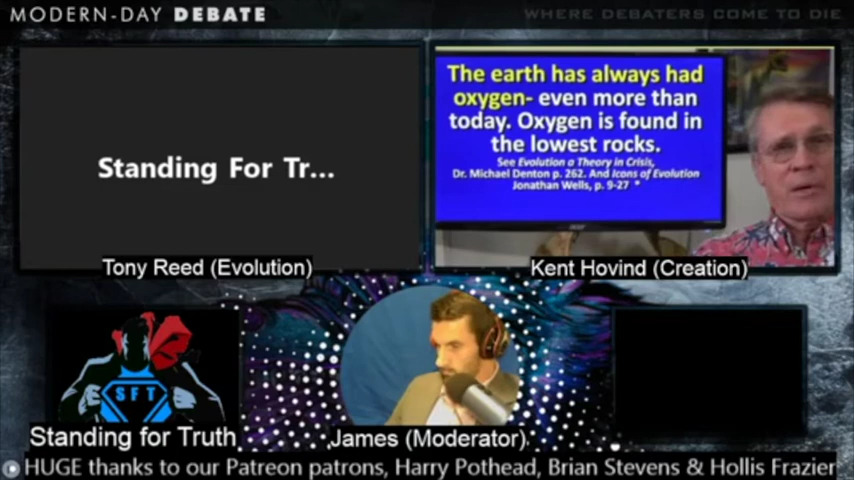 MODERN-DAY DEBATE
WHERE DEBATERS COME TO DIE
Standing For Tr...
Tony Reed (Evolution)
The earth has always had
oxygen- even more than
today. Oxygen is found in
the lowest rocks.
See Evolution a Theory in Crisis,
Dr. Michael Denton p. 262. And Icons of Evolution
Jonathan Wells, p. 9-27 *
Kent Hovind (Creation)
SFT
Standing for Truth
James (Moderator)
HUGE thanks to our Patreon patrons, Harry Pothead, Brian Stevens & Hollis Frazier